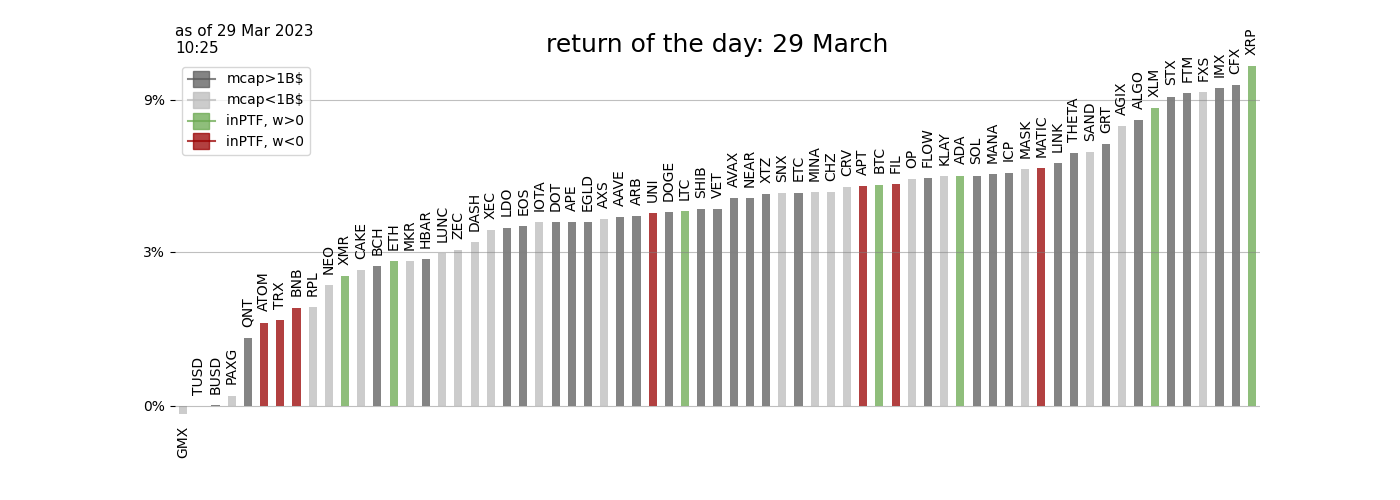 as of 29 Mar 2023
10:25
return of the day: 29 March
mcap>1B$
mcap<1B$
inPTF, w>0
inPTF, w<0
9%
3%
0%
GMX
TUSD
BUSD
PAXG
QNT
ATOM
TRX
BNB
RPL
NEO
XMR
CAKE
BCH
ETH
MKR
HBAR
LUNC
ZEC
DASH
XEC
LDO
EOS
IOTA
DOT
APE
EGLD
AXS
AAVE
ARB
UNI
DOGE
LTC
SHIB
VET
AVAX
NEAR
XTZ
SNX
ETC
MINA
CHZ
CRV
APT
BTC
FIL
OP
FLOW
KLAY
ADA
SOL
MANA
ICP
MASK
MATIC
LINK
THETA
SAND
GRT
AGIX
ALGO
XLM
STX
FTM
FXS
IMX
CFX
XRP